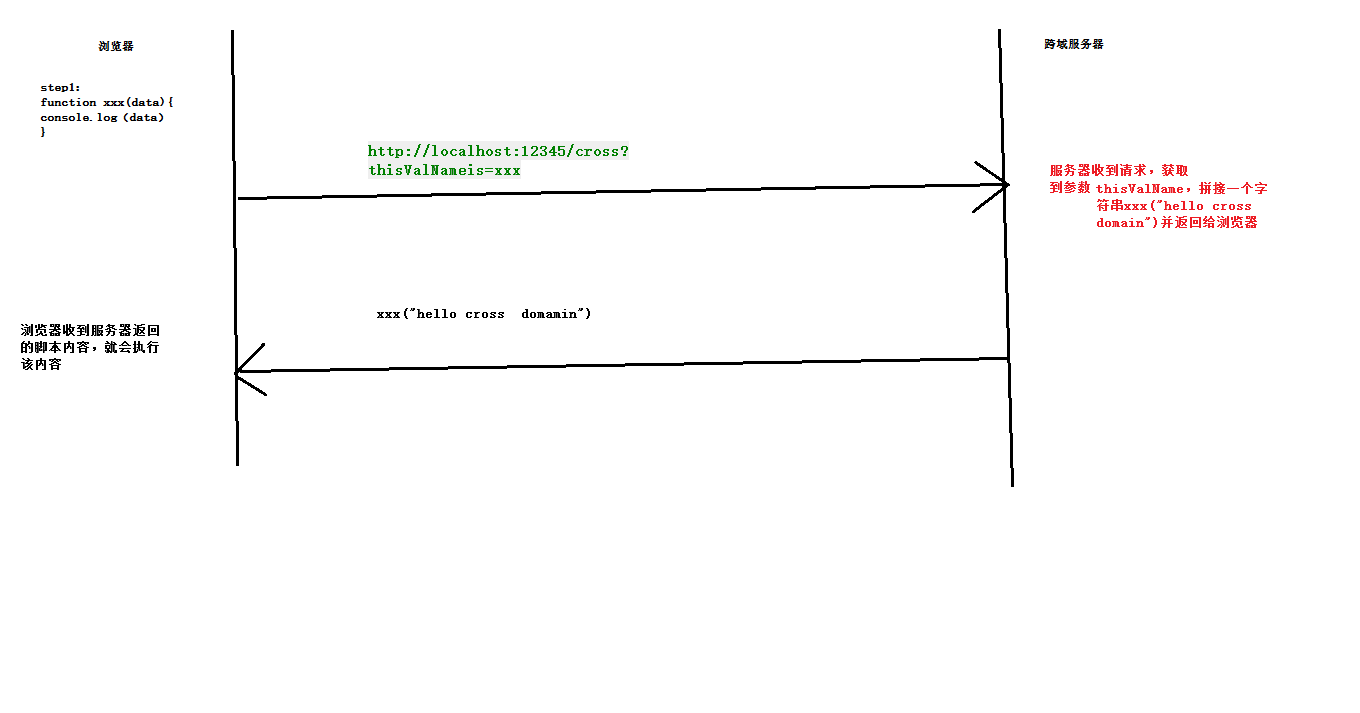 浏览器
跨域服务器
step1:
function xxx(data){
console.log（data）
}
http://localhost:12345/cross?
thisValNameis=xxx
服务器收到请求，获取
到参数 thisValName，拼接一个字
符串xxx("hello cross
domain")并返回给浏览器
xxx("hello cross  domamin")
浏览器收到服务器返回
的脚本内容，就会执行
该内容